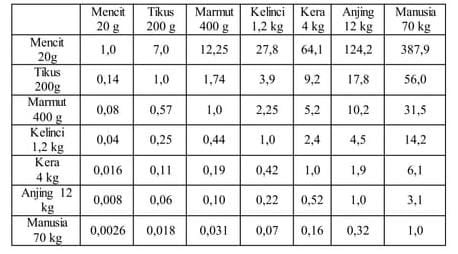 Mencit 20 g Tikus 200 g Marmut 400 g Kelinci 1,2 kg Kera 4 kg Anjing 12 kg Manusia 70 kg
Mencit 20g 1,0 7,0 12,25 27,8 64,1 124,2 387,9
Tikus 200g 0,14 1,0 1,74 3,9 9,2 17,8 56,0
Marmut 400 g 0,08 0,57 1,0 2,25 5,2 10,2 31,5
Kelinci 1,2 kg 0,04 0,25 0,44 1,0 2,4 4,5 14,2
Kera 4 kg 0,016 0,11 0,19 0,42 1,0 1,9 6,1
Anjing 12 kg 0,008 0,06 0,10 0,22 0,52 1,0 3,1
Manusia 70 kg 0,0026 0,018 0,031 0,07 0,16 0,32 1,0